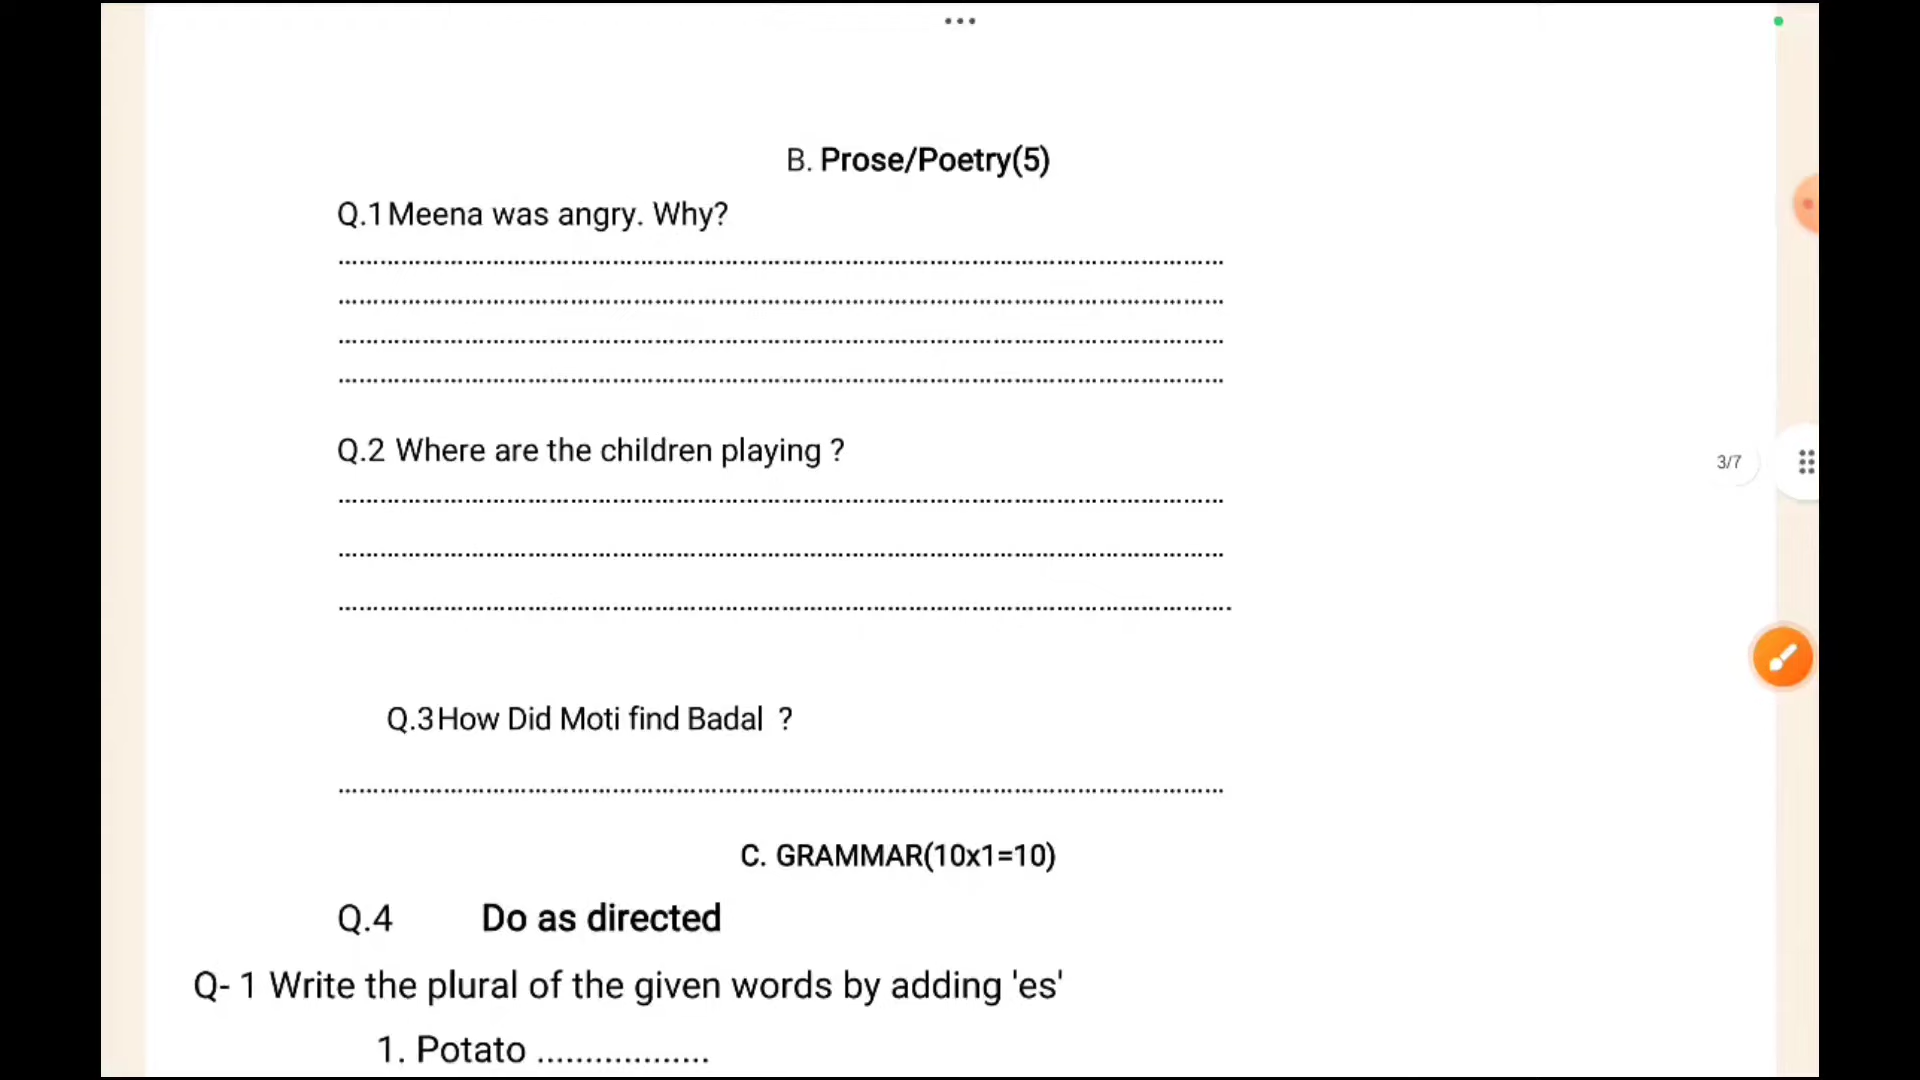 B. Prose/Poetry(5)
Q.1 Meena was angry. Why?
........................................................................................................................
........................................................................................................................
........................................................................................................................
........................................................................................................................
Q.2 Where are the children playing ?
........................................................................................................................
........................................................................................................................
........................................................................................................................
3/7
Q.3 How Did Moti find Badal ?
........................................................................................................................
C. GRAMMAR(10x1=10)
Q.4 Do as directed
Q- 1 Write the plural of the given words by adding 'es'
1. Potato ..................